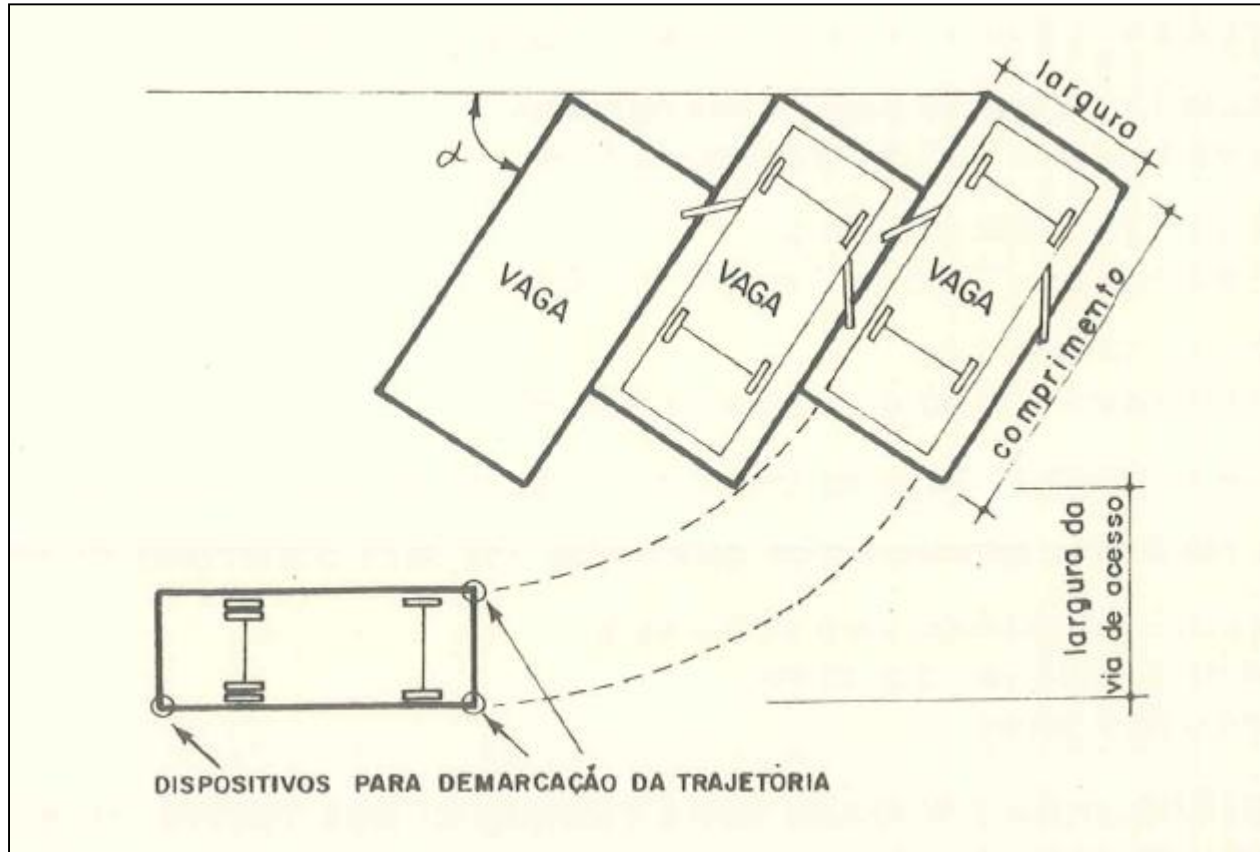 largura
α
VAGA
VAGA
VAGA
comprimento
largura da
via de acesso
DISPOSITIVOS PARA DEMARCAÇÃO DA TRAJETÓRIA